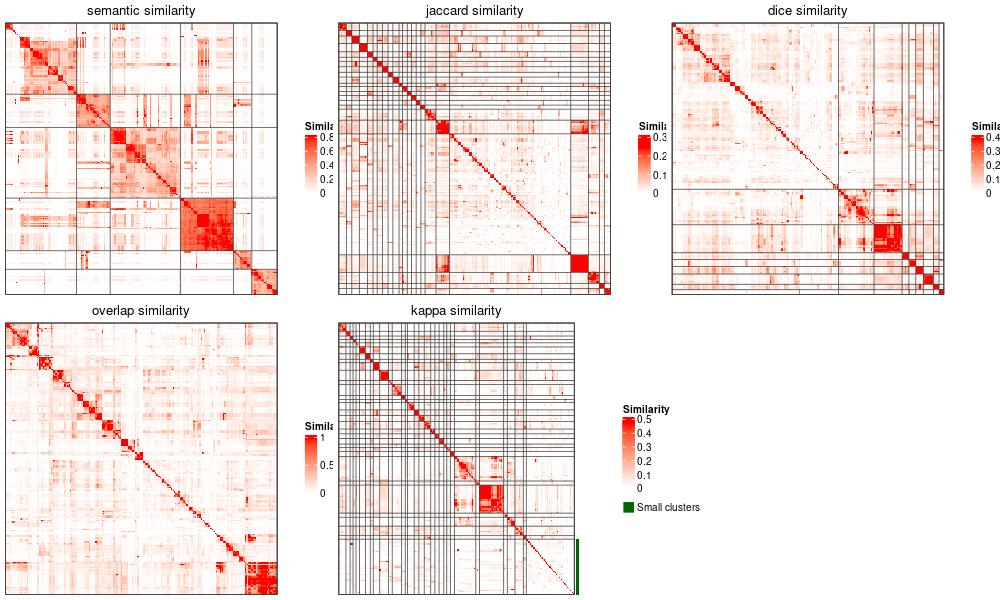 semantic similarity
Simila
0.8
0.6
0.4
0.2
0
jaccard similarity
Simila
0.3
0.2
0.1
0
dice similarity
Simila
0.4
0.3
0.2
0.1
0
overlap similarity
Simila
1
0.5
0
kappa similarity
Similarity
0.5
0.4
0.3
0.2
0.1
0
Small clusters